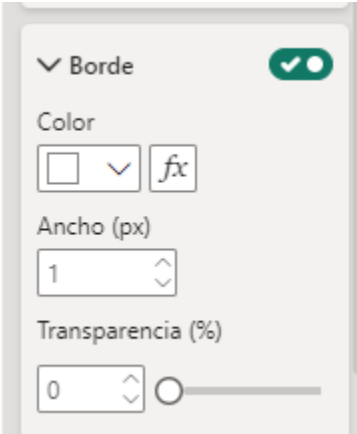 Borde
Color
fx
Ancho (px)
1
Transparencia (%)
0